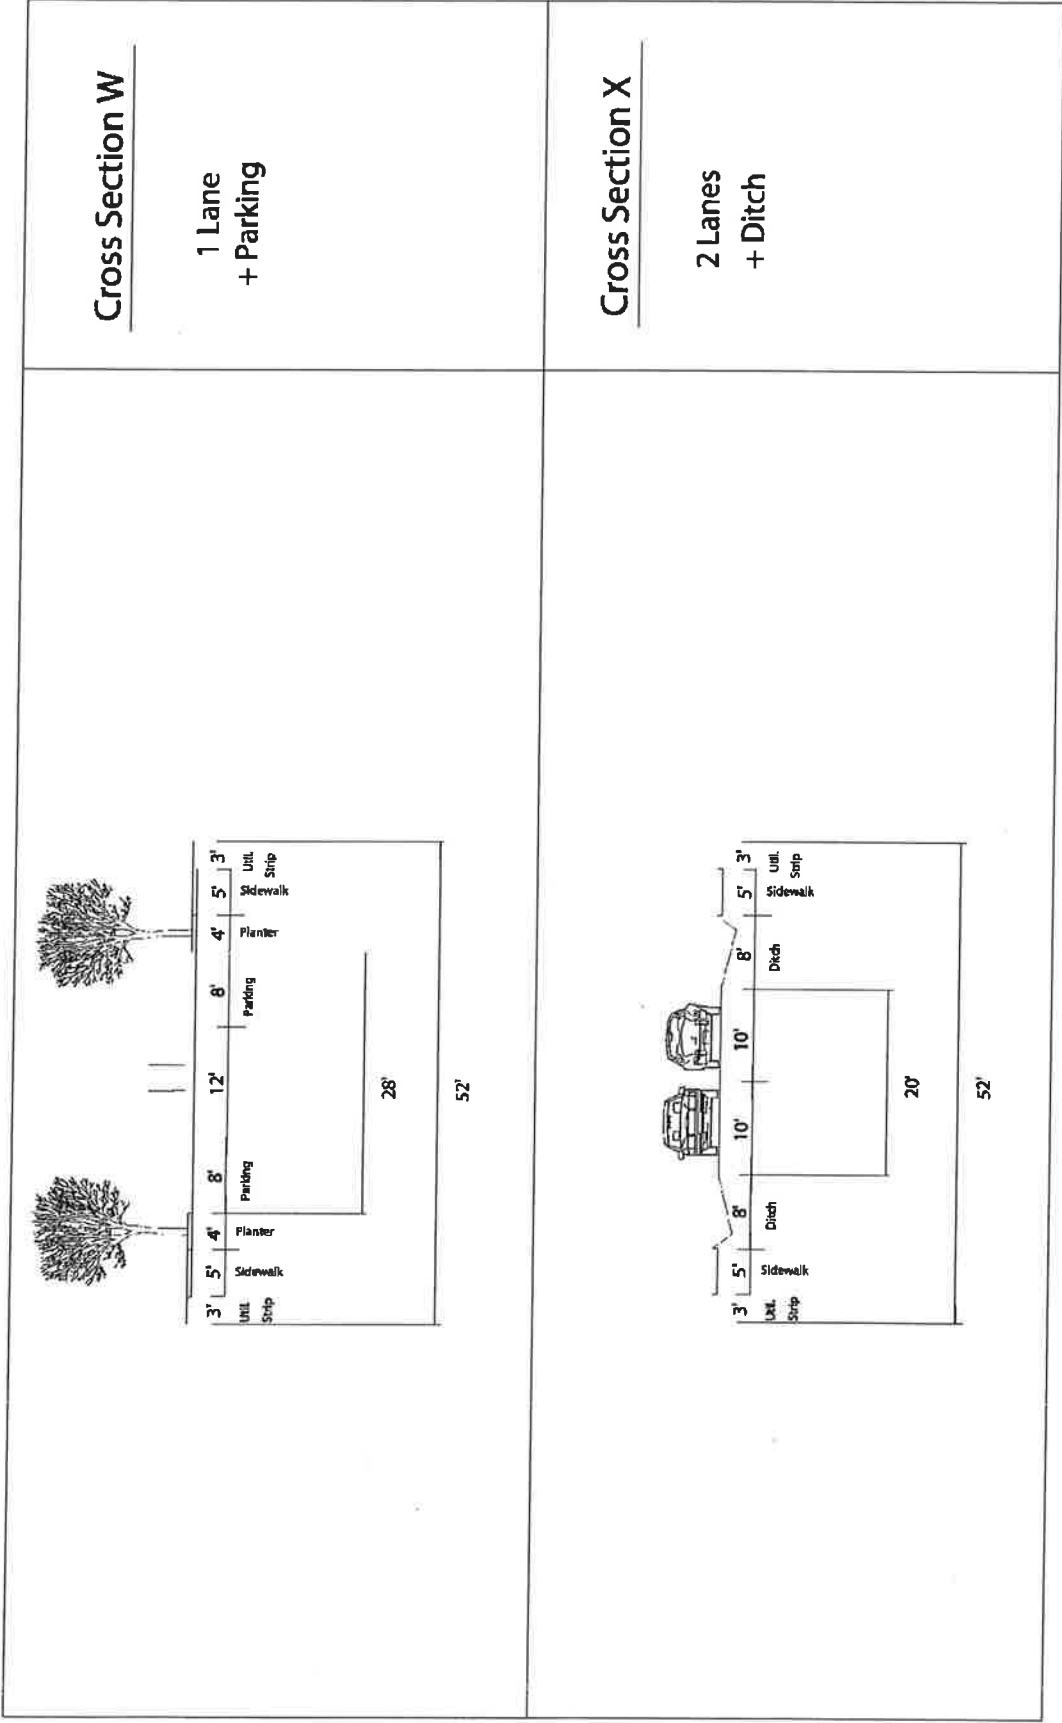 Cross Section W
1 Lane
+ Parking
3' 5' 4' 8' 12' 8' 4' 5' 3'
Util. Strip Sidewalk Planter Parking Parking Planter Sidewalk Util. Strip
28'
52'
Cross Section X
2 Lanes
+ Ditch
3' 5' 8' 10' 10' 8' 5' 3'
Util. Strip Sidewalk Ditch Ditch Sidewalk Util. Strip
20'
52'